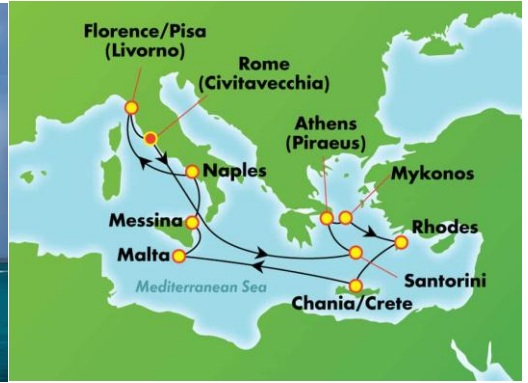 Florence/Pisa
(Livorno)
Rome
(Civitavecchia)
Athens
(Piraeus)
Mykonos
Naples
Messina
Rhodes
Malta
Santorini
Mediterranean Sea
Chania/Crete